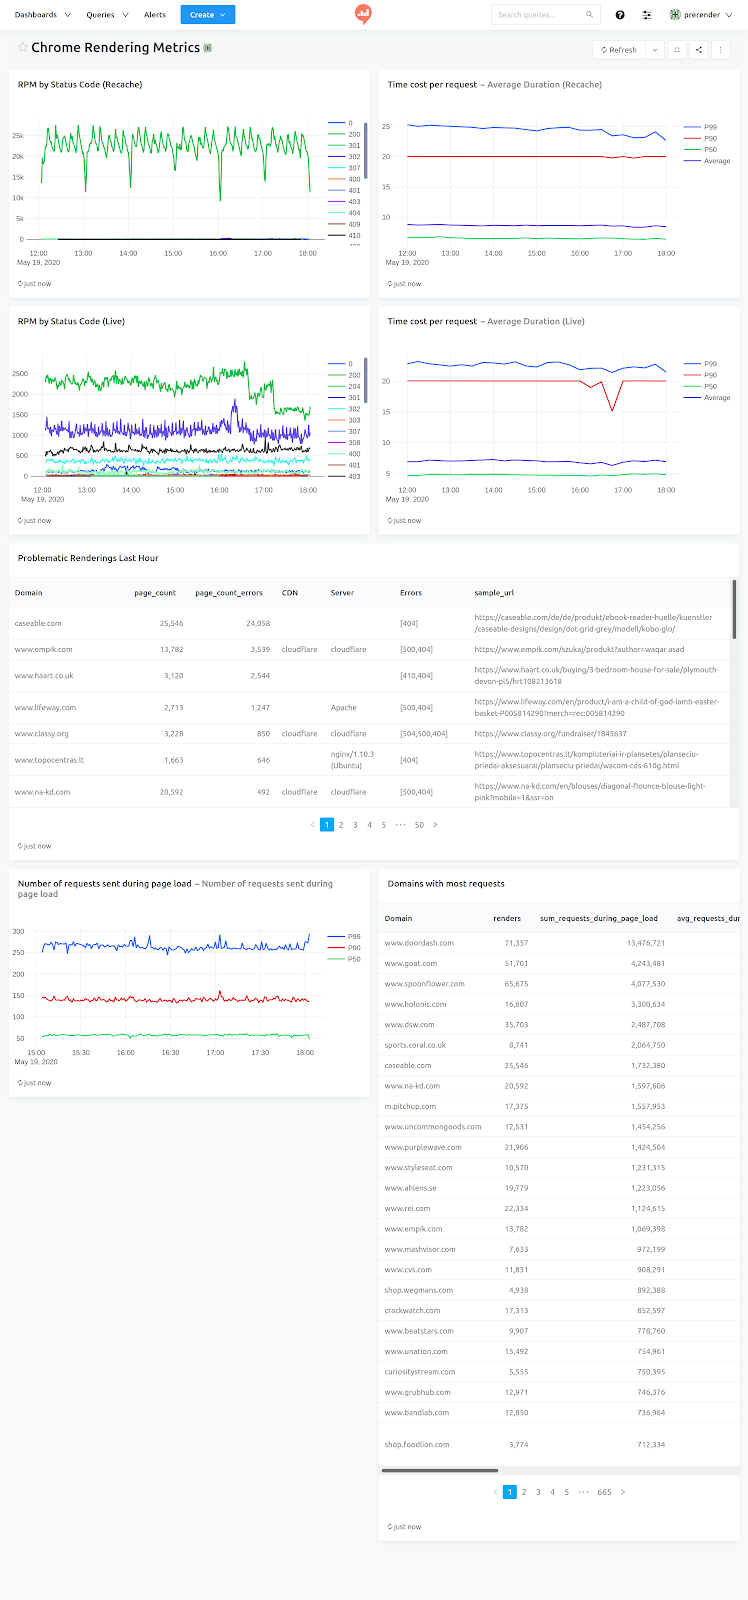 Dashboards Queries Alerts Create Search queries... prerender
Chrome Rendering Metrics Refresh
RPM by Status Code (Recache)
25k
20k
15k
10k
5k
0
12:00 13:00 14:00 15:00 16:00 17:00 18:00
May 19, 2020
0
200
301
302
307
400
401
403
404
409
410
just now
Time cost per request – Average Duration (Recache)
25
20
15
10
12:00 13:00 14:00 15:00 16:00 17:00 18:00
May 19, 2020
P99
P90
P50
Average
just now
RPM by Status Code (Live)
2500
2000
1500
1000
500
0
12:00 13:00 14:00 15:00 16:00 17:00 18:00
May 19, 2020
0
200
204
301
302
303
307
308
400
401
403
just now
Time cost per request – Average Duration (Live)
20
15
10
5
12:00 13:00 14:00 15:00 16:00 17:00 18:00
May 19, 2020
P99
P90
P50
Average
just now
Problematic Renderings Last Hour
Domain page_count page_count_errors CDN Server Errors sample_url
caseable.com 25,546 24,058 [404] https://caseable.com/de/de/produkt/ebook-reader-huelle/kuenstler
/caseable-designs/design/dot-grid-grey/modell/kobo-glo/
www.empik.com 13,782 3,539 cloudflare cloudflare [500,404] https://www.empik.com/szukaj/produkt?author=waqar asad
www.haart.co.uk 3,120 2,544 [410,404] https://www.haart.co.uk/buying/3-bedroom-house-for-sale/plymouth-
devon-pl5/hrt108213618
www.lifeway.com 2,713 1,247 Apache [500,404] https://www.lifeway.com/en/product/i-am-a-child-of-god-lamb-easter-
basket-P005814290?merch=rec:005814290
www.classy.org 3,228 850 cloudflare cloudflare [504,500,404] https://www.classy.org/fundraiser/1845637
www.topocentras.lt 1,663 646 nginx/1.10.3 (Ubuntu) [404] https://www.topocentras.lt/kompiuteriai-ir-plansetes/planseciu-
priedai-aksesuarai/planseciu-priedai/wacom-cds-610g.html
www.na-kd.com 20,592 492 cloudflare cloudflare [500,404] https://www.na-kd.com/en/blouses/diagonal-flounce-blouse-light-
pink?mobile=1&ssr=on
1 2 3 4 5 ··· 50
just now
Number of requests sent during page load – Number of requests sent during
page load
300
250
200
150
100
50
15:00 15:30 16:00 16:30 17:00 17:30 18:00
May 19, 2020
P99
P90
P50
just now
Domains with most requests
Domain renders sum_requests_during_page_load avg_requests_dur
www.doordash.com 71,357 13,476,721
www.goat.com 51,701 4,243,481
www.spoonflower.com 65,675 4,077,530
www.holonis.com 16,607 3,300,634
www.dsw.com 35,703 2,487,708
sports.coral.co.uk 8,741 2,064,750
caseable.com 25,546 1,732,380
www.na-kd.com 20,592 1,597,606
m.pitchup.com 17,375 1,557,953
www.uncommongoods.com 12,531 1,454,256
www.purplewave.com 21,906 1,424,504
www.styleseat.com 10,570 1,231,315
www.ahlens.se 19,779 1,223,056
www.rei.com 22,334 1,124,615
www.empik.com 13,782 1,069,398
www.mashvisor.com 7,633 972,199
www.cvs.com 11,831 908,291
shop.wegmans.com 4,938 892,388
crackwatch.com 17,313 852,597
www.beatstars.com 9,907 778,760
www.unation.com 15,492 754,961
curiositystream.com 5,555 750,395
www.grubhub.com 12,971 746,376
www.bandlab.com 12,850 736,964
shop.foodlion.com 3,774 712,334
1 2 3 4 5 ··· 665
just now